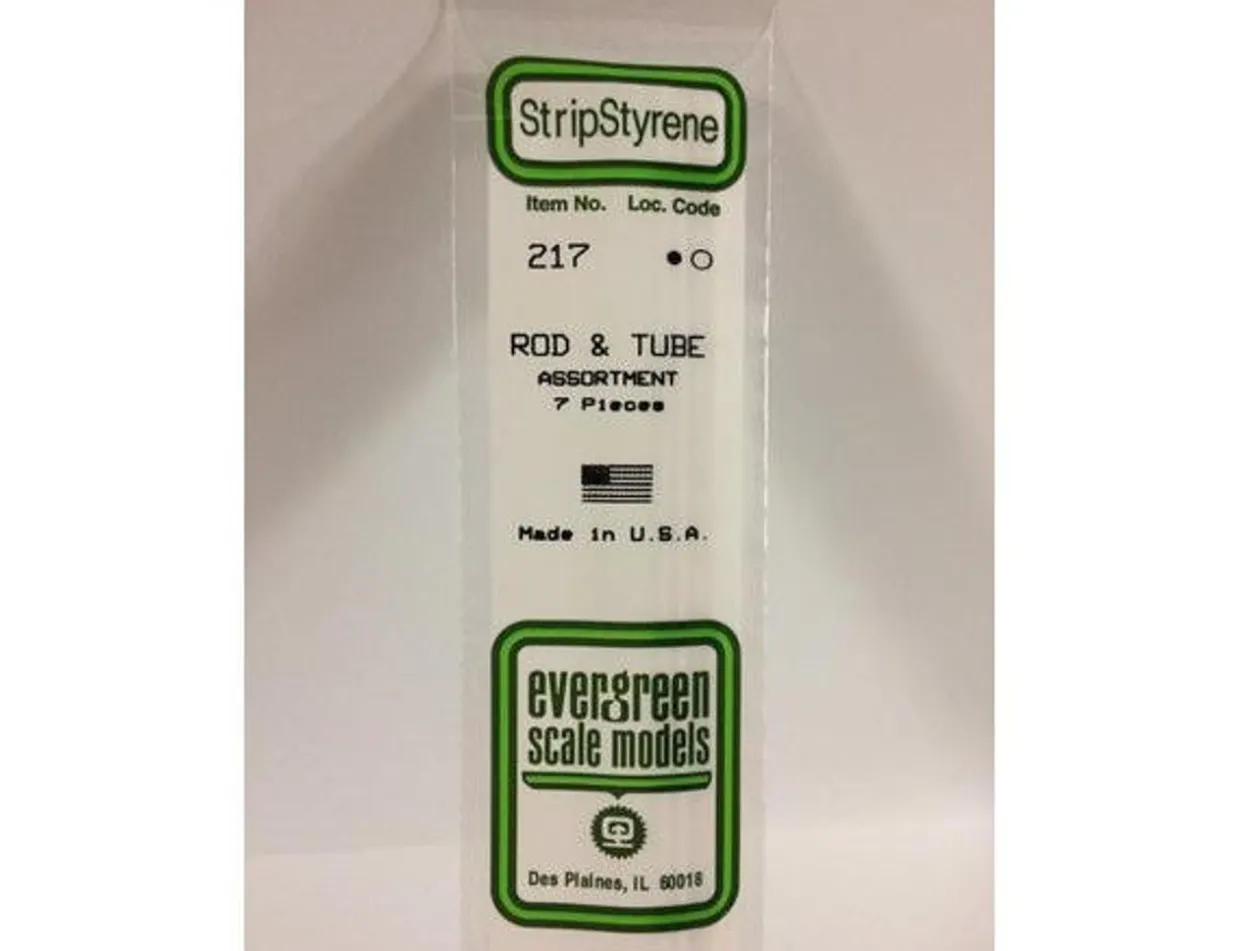 StripStyrene
Item No. Loc. Code
217 ●○
ROD & TUBE
ASSORTMENT
7 Pieces
Made in U.S.A.
evergreen
scale models
Des Plaines, IL 60018